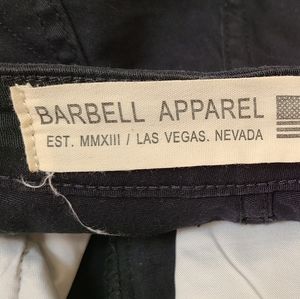 BARBELL APPAREL
EST. MMXIII / LAS VEGAS. NEVADA